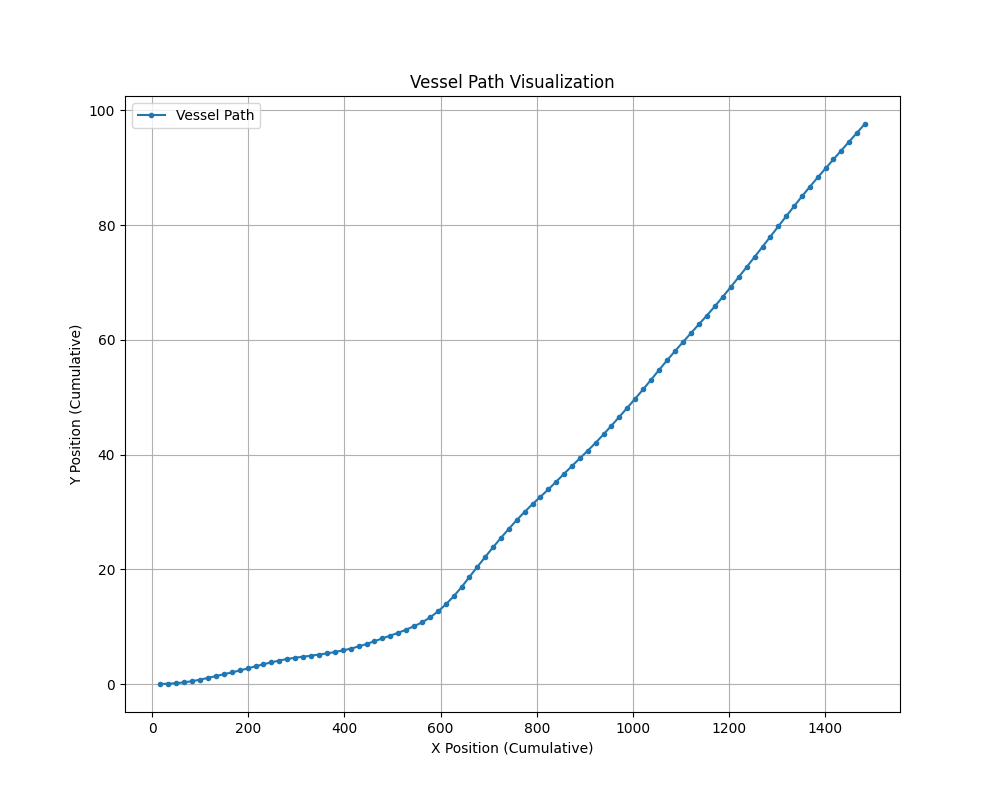 Vessel Path Visualization
Vessel Path
100
80
60
40
20
0
Y Position (Cumulative)
0 200 400 600 800 1000 1200 1400
X Position (Cumulative)